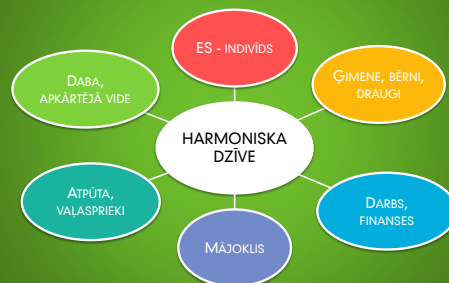 ES - INDIVĪDS
ĢIMENE, BĒRNI,
DRAUGI
DARBS,
FINANSES
MĀJOKLIS
ATPŪTA,
VAĻASPRIEKI
DABA,
APKĀRTĒJĀ VIDE
HARMONISKA
DZĪVE